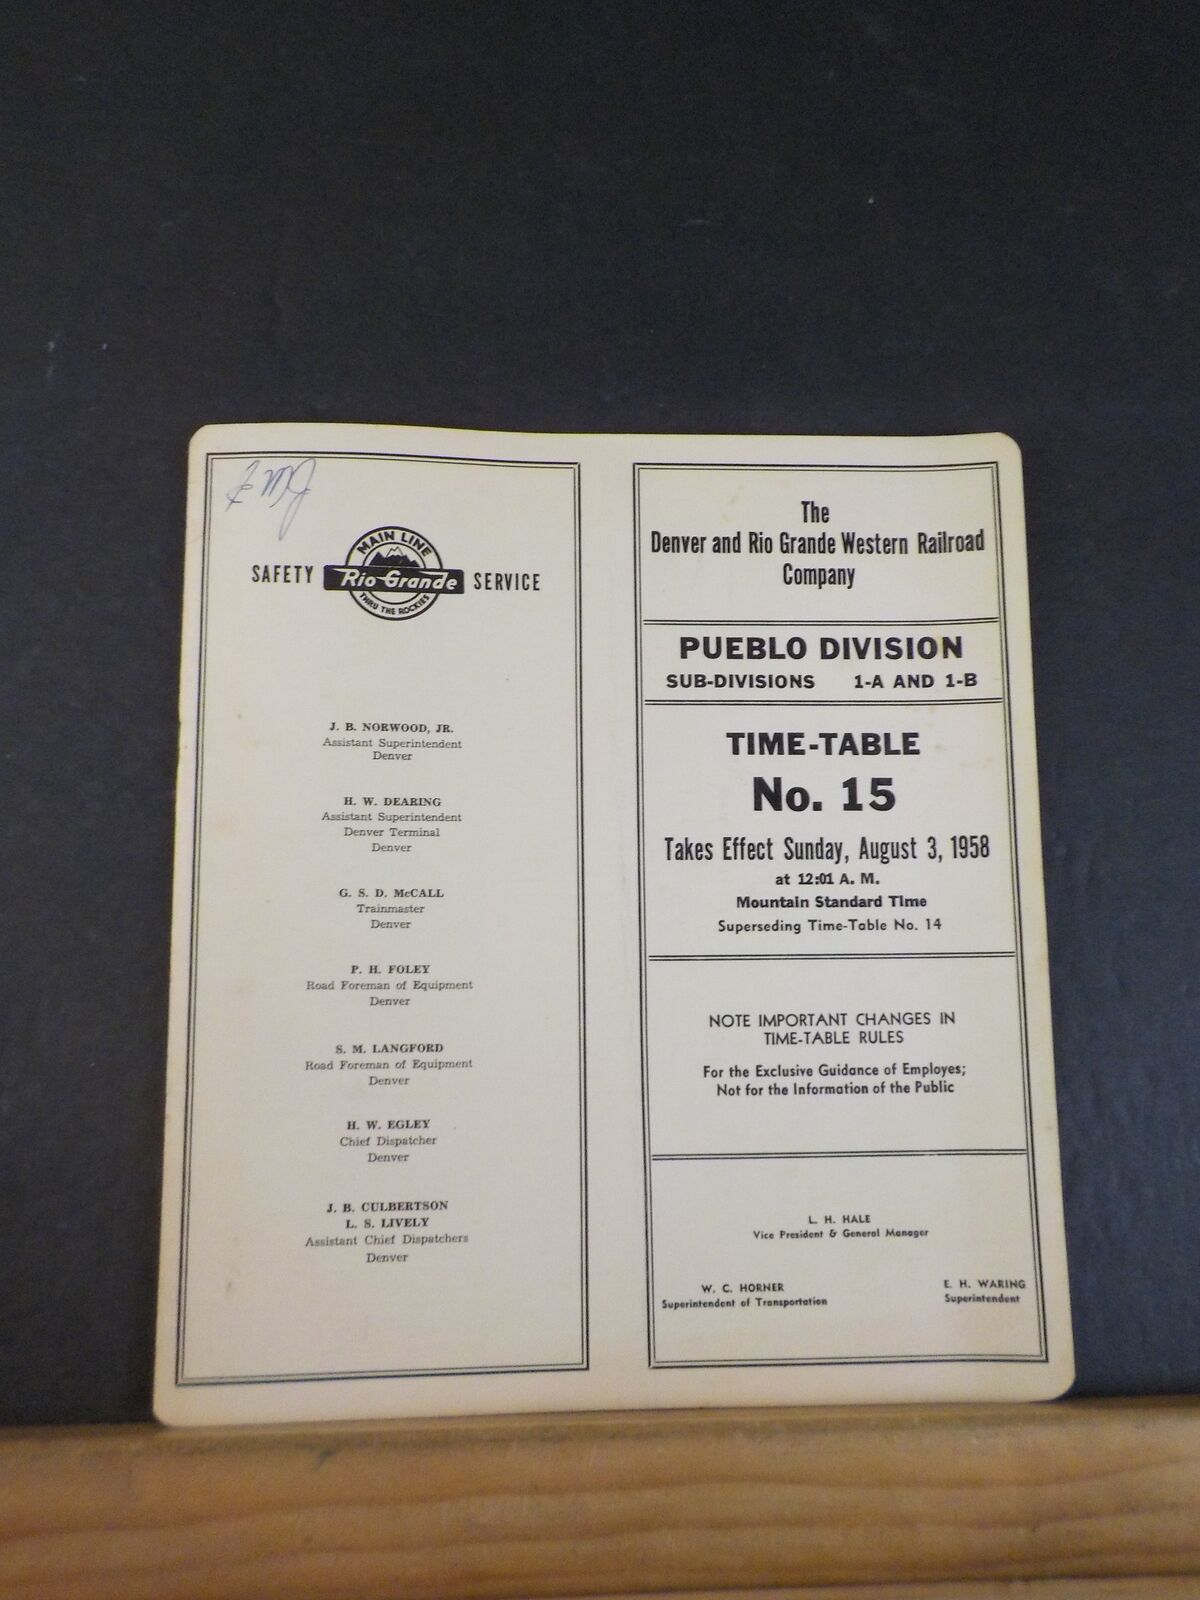 MAIN LINE
SAFETY Rio Grande SERVICE
THRU THE ROCKIES
J. B. NORWOOD, JR.
Assistant Superintendent
Denver
H. W. DEARING
Assistant Superintendent
Denver Terminal
Denver
G. S. D. McCALL
Trainmaster
Denver
P. H. FOLEY
Road Foreman of Equipment
Denver
S. M. LANGFORD
Road Foreman of Equipment
Denver
H. W. EGLEY
Chief Dispatcher
Denver
J. B. CULBERTSON
L. S. LIVELY
Assistant Chief Dispatchers
Denver
The
Denver and Rio Grande Western Railroad
Company
PUEBLO DIVISION
SUB-DIVISIONS 1-A AND 1-B
TIME-TABLE
No. 15
Takes Effect Sunday, August 3, 1958
at 12:01 A. M.
Mountain Standard Time
Superseding Time-Table No. 14
NOTE IMPORTANT CHANGES IN
TIME-TABLE RULES
For the Exclusive Guidance of Employes;
Not for the Information of the Public
L. H. HALE
Vice President & General Manager
W. C. HORNER
Superintendent of Transportation
E. H. WARING
Superintendent